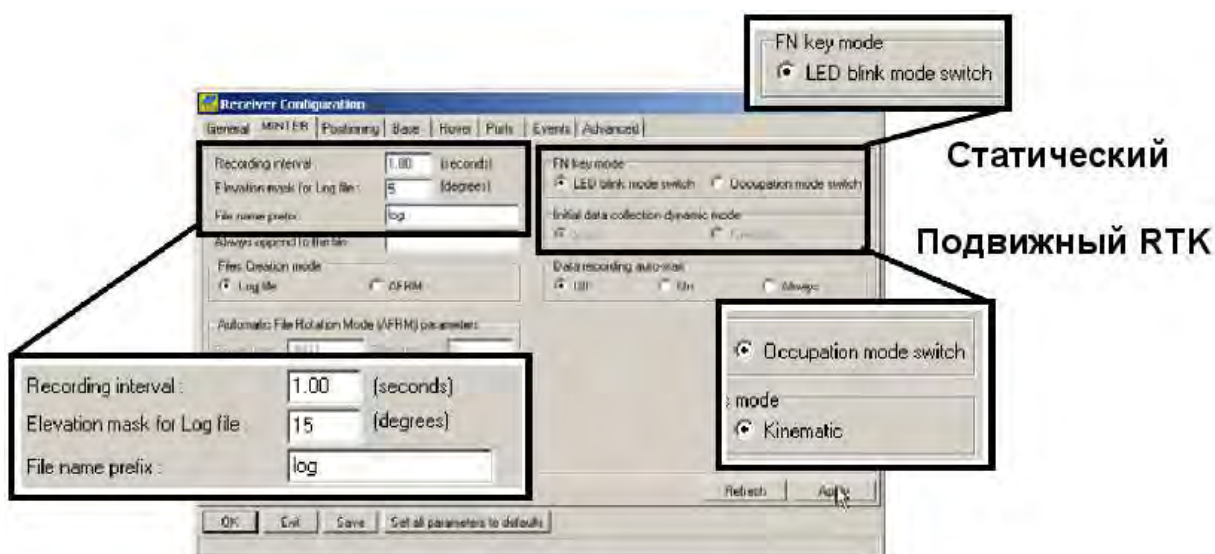 FN key mode
LED blink mode switch
Receiver Configuration
General MINTER Positioning Base Rover Ports Events Advanced
Recording interval 1.00 (seconds)
Elevation mask for Log file : 5 (degrees)
File name prefix : log
Always append to the file
Files Creation mode
Log file AFRM
Automatic File Rotation Mode (AFRM) parameters
FN key mode
LED blink mode switch Occupation mode switch
Initial data collection dynamic mode
Data recording auto-start
Off On Always
Статический
Подвижный RTK
Recording interval : 1.00 (seconds)
Elevation mask for Log file 15 (degrees)
File name prefix : log
Occupation mode switch
mode
Kinematic
Refresh Apply
OK Exit Save Set all parameters to defaults